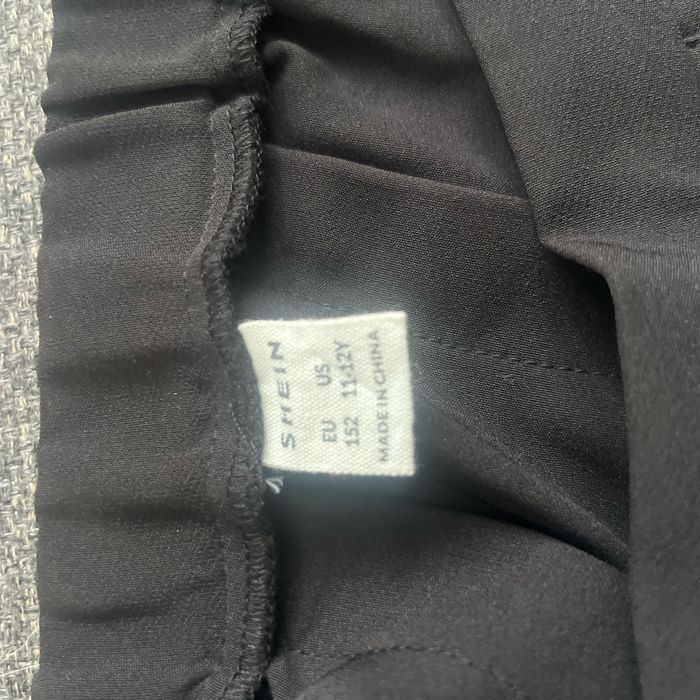 SHEIN
EU US
152 11-12Y
MADE IN CHINA